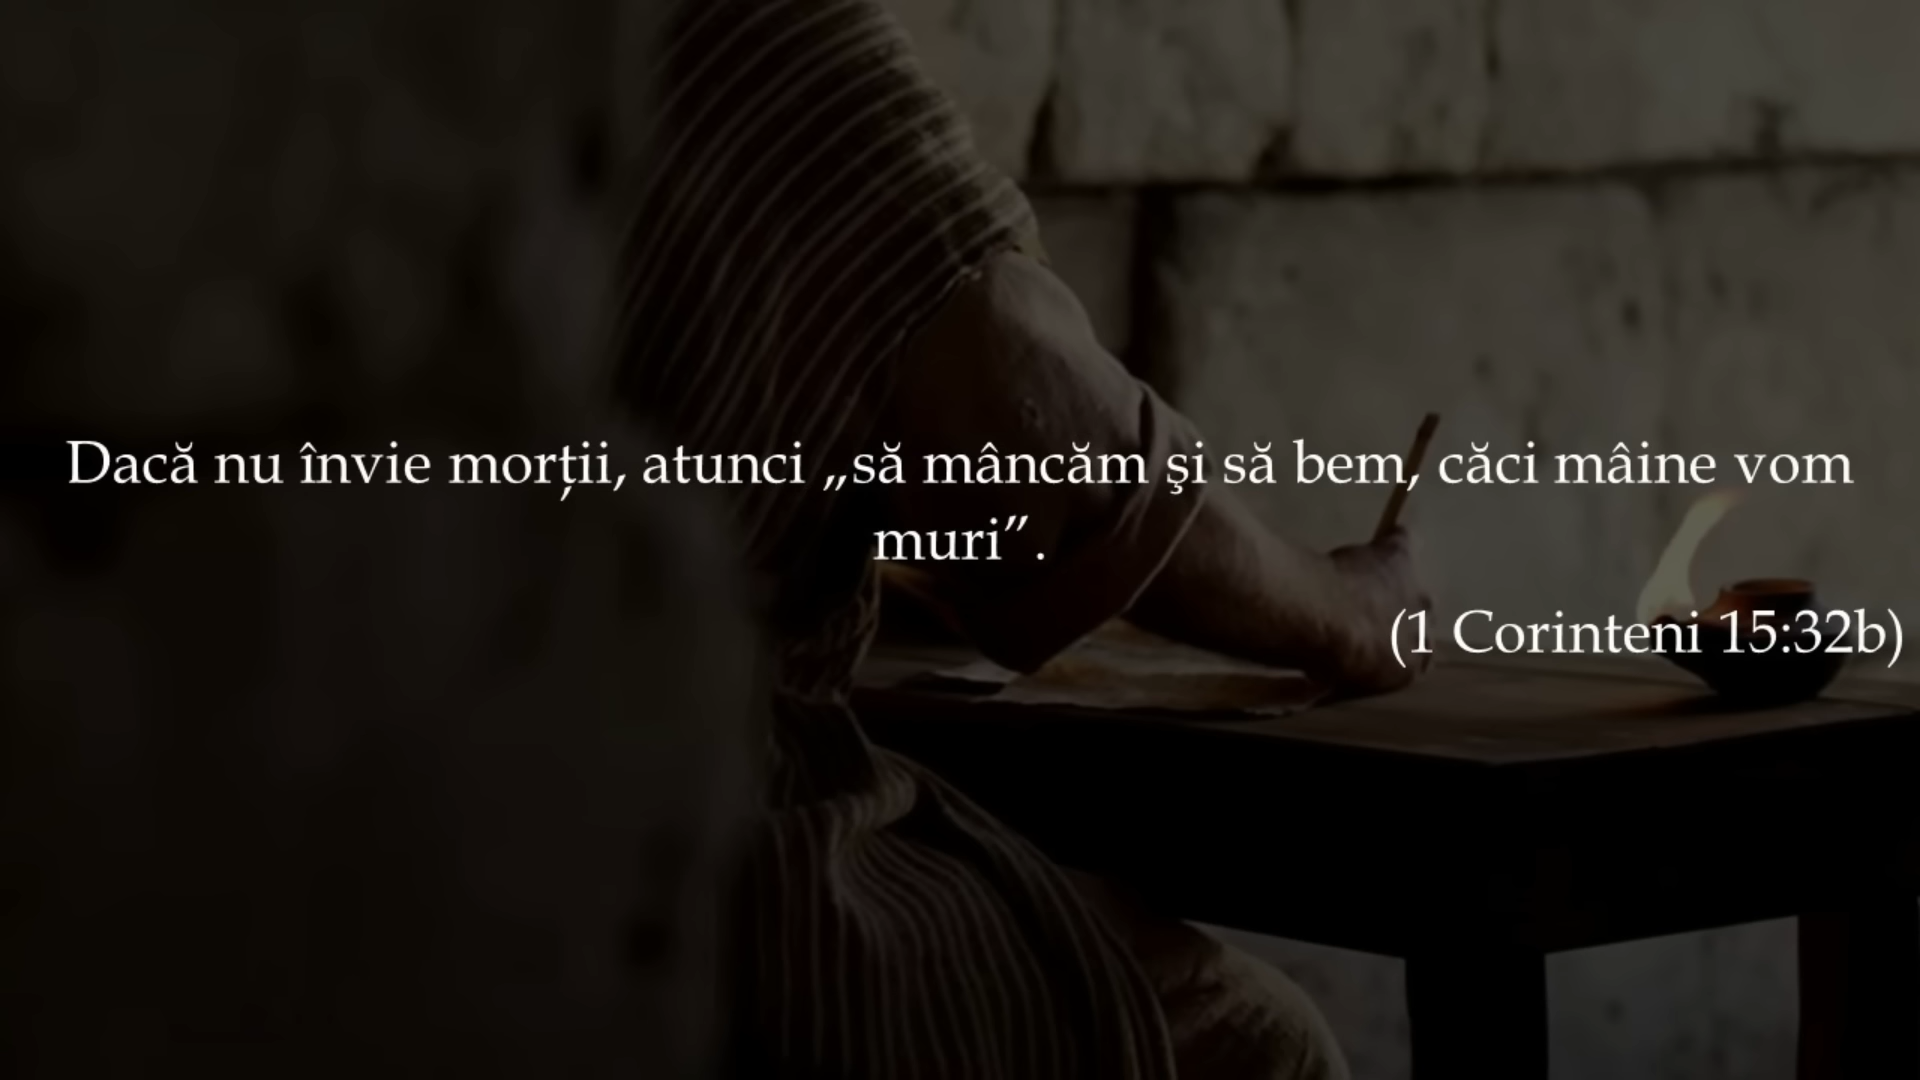 Dacă nu învie morții, atunci „să mâncăm şi să bem, căci mâine vom
muri”.
(1 Corinteni 15:32b)